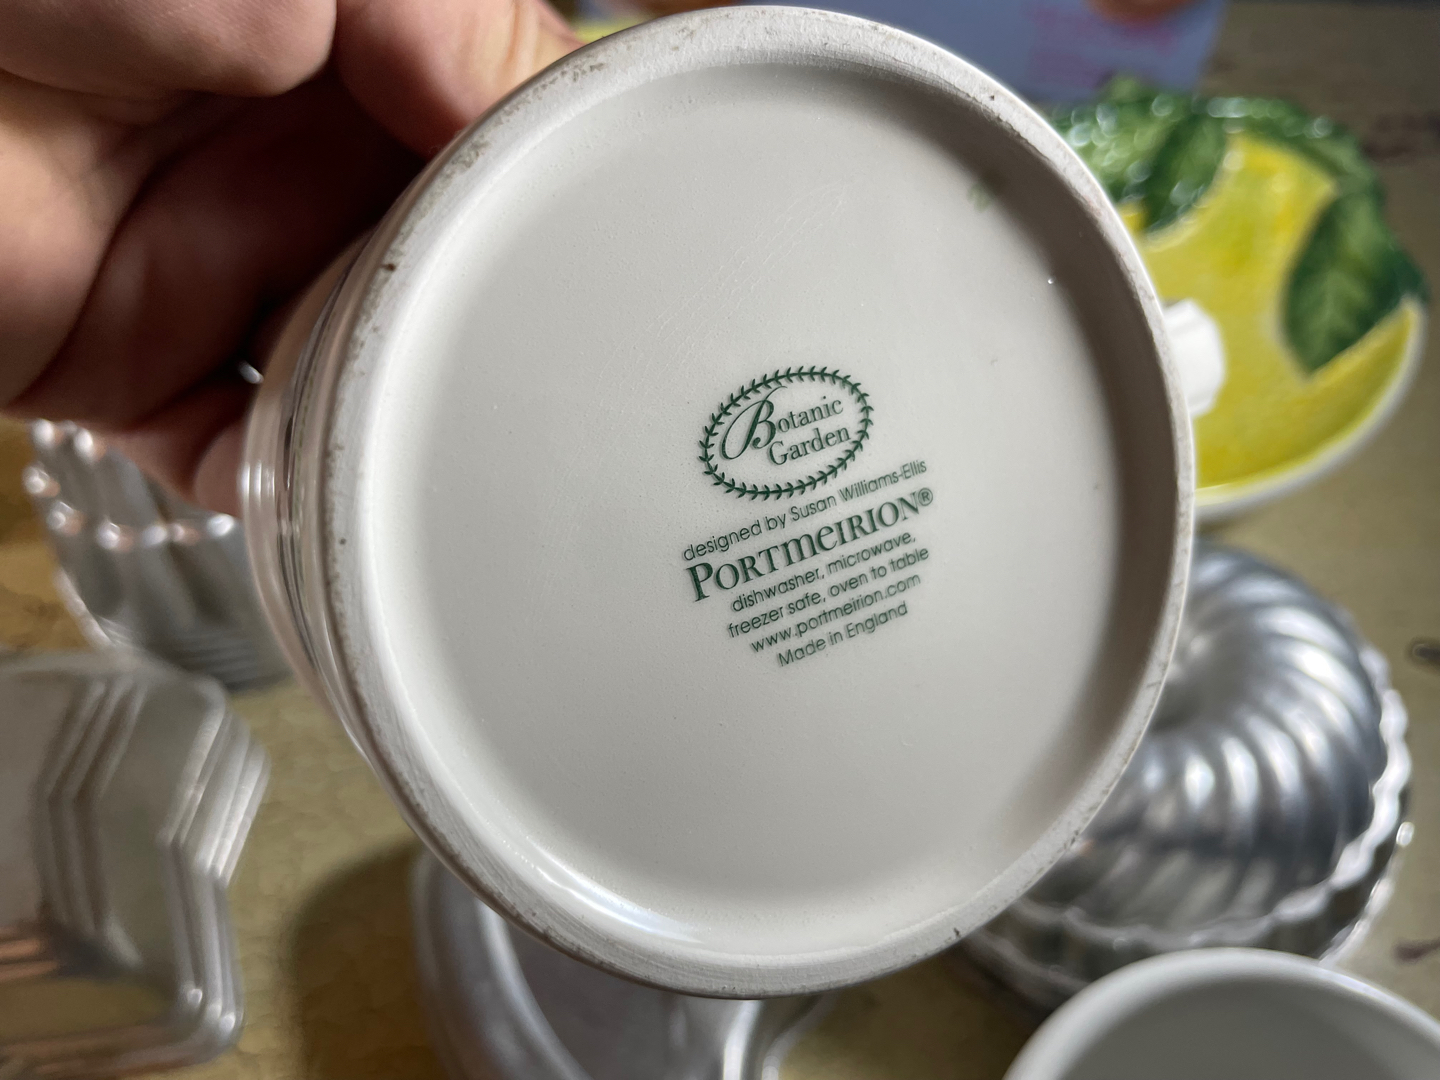 Botanic
Garden
designed by Susan Williams-Ellis
PORTMEIRION®
dishwasher, microwave,
freezer safe, oven to table
www.portmeirion.com
Made in England